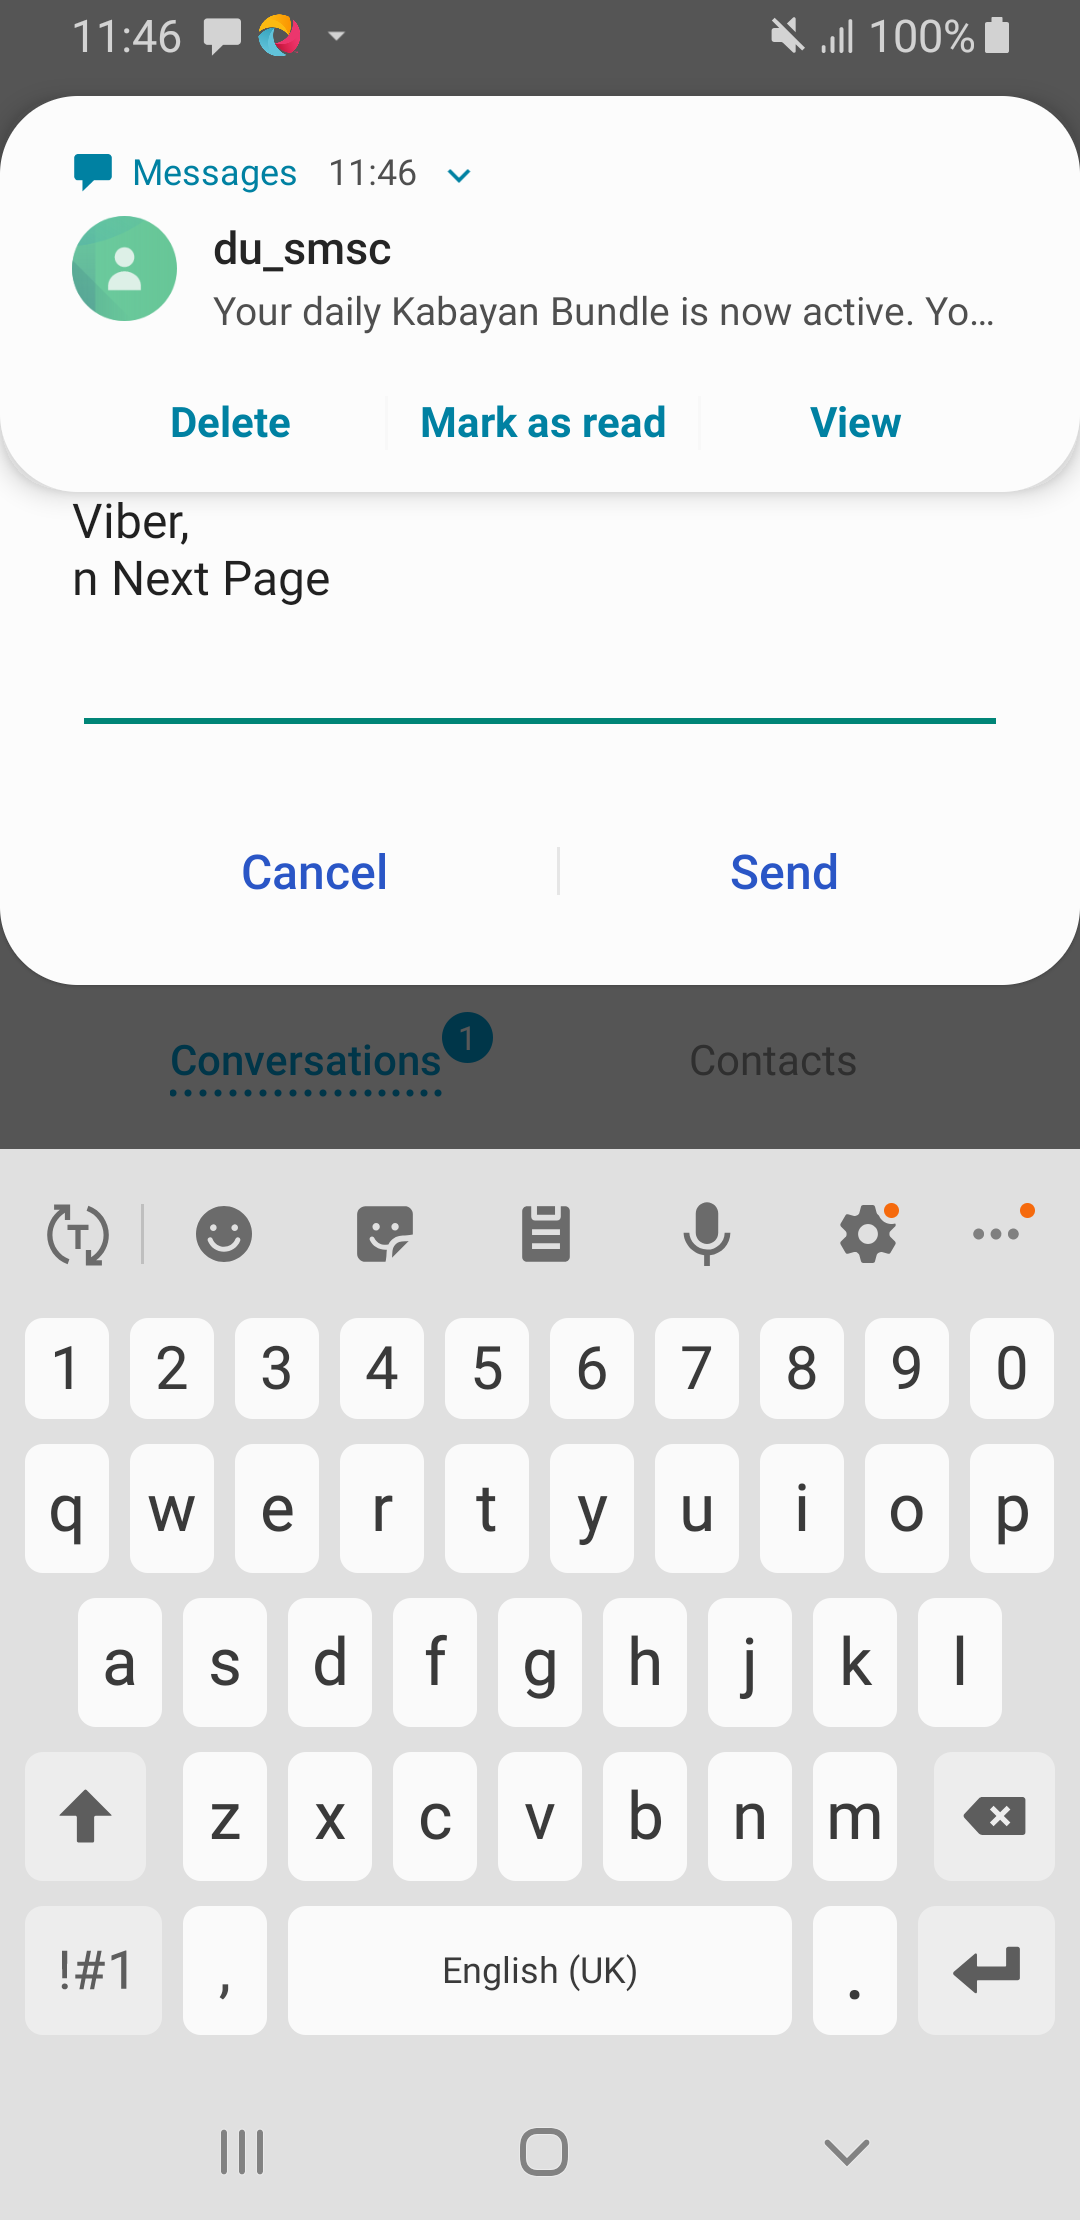 11:46 100%
Messages 11:46
du_smsc
Your daily Kabayan Bundle is now active. Yo...
Delete Mark as read View
Viber,
n Next Page
Cancel Send
Conversations 1 Contacts
T
1 2 3 4 5 6 7 8 9 0
q w e r t y u i o p
a s d f g h j k l
z x c v b n m
!#1 , English (UK) .